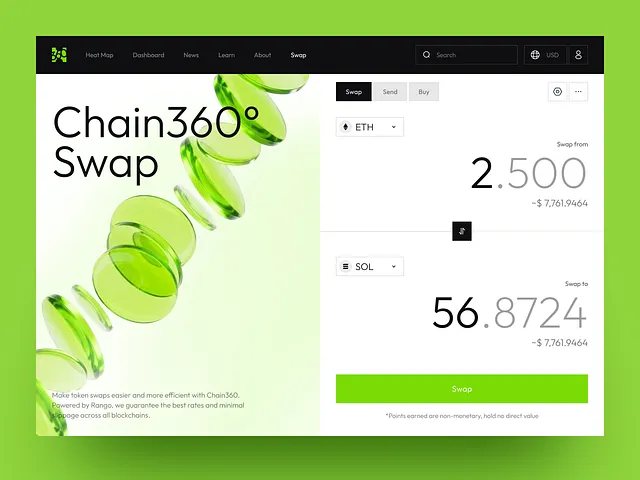 Heat Map Dashboard News Learn About Swap Search USD
Chain360°
Swap
Make token swaps easier and more efficient with Chain360.
Powered by Rango, we guarantee the best rates and minimal
slippage across all blockchains.
Swap Send Buy
ETH
Swap from
2.500
~$ 7,761.9464
SOL
Swap to
56.8724
~$ 7,761.9464
Swap
*Points earned are non-monetary, hold no direct value